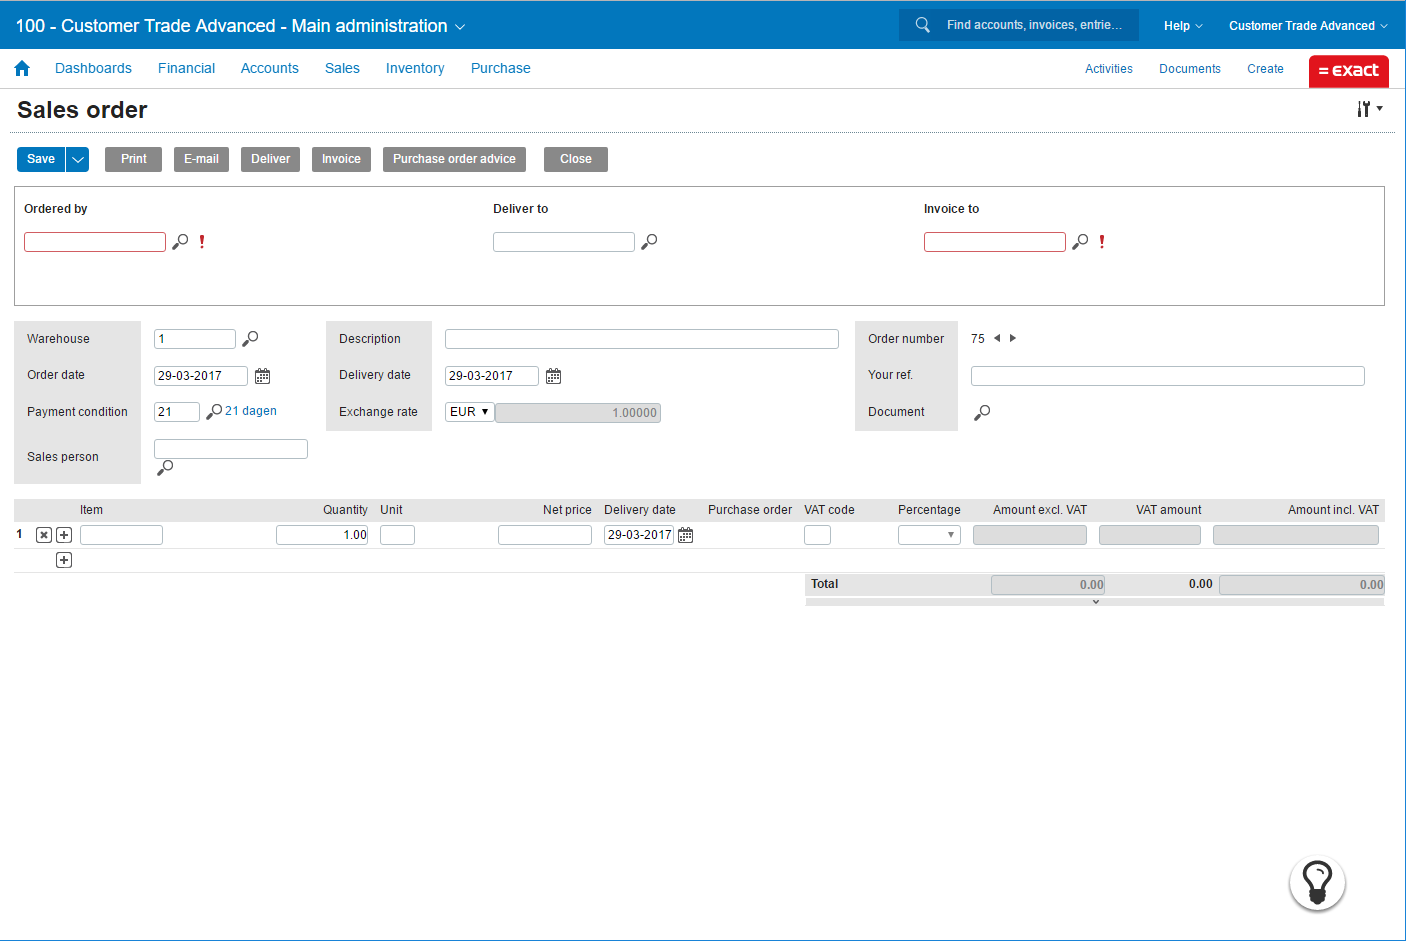 100 - Customer Trade Advanced - Main administration
Find accounts, invoices, entrie...
Help
Customer Trade Advanced
Dashboards Financial Accounts Sales Inventory Purchase
Activities Documents Create
=exact
Sales order
Save Print E-mail Deliver Invoice Purchase order advice Close
Ordered by Deliver to Invoice to
! !
Warehouse 1 Description Order number 75
Order date 29-03-2017 Delivery date 29-03-2017 Your ref.
Payment condition 21 21 dagen Exchange rate EUR 1.00000 Document
Sales person
Item Quantity Unit Net price Delivery date Purchase order VAT code Percentage Amount excl. VAT VAT amount Amount incl. VAT
1 1.00 29-03-2017
Total 0.00 0.00 0.00